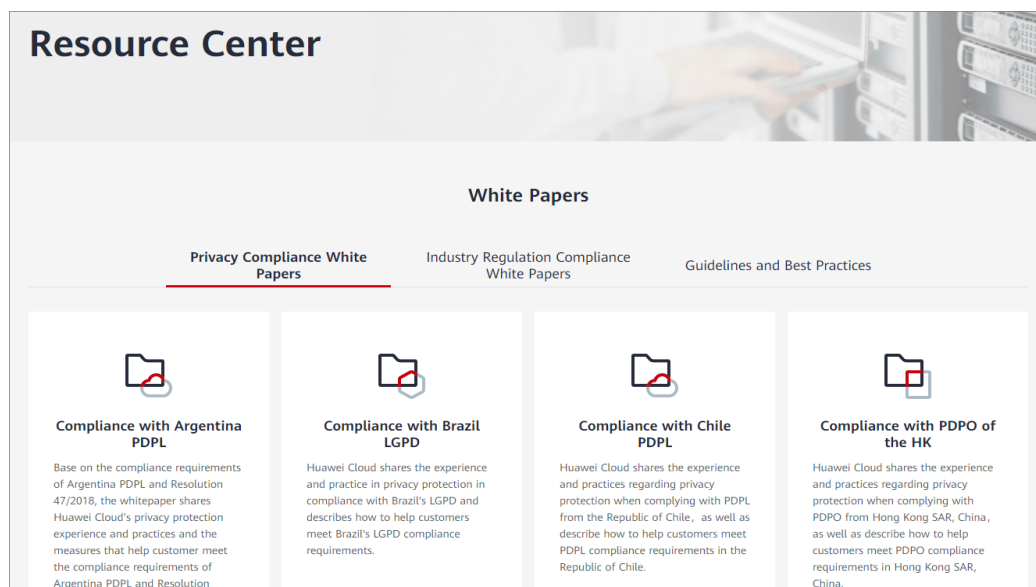 Resource Center
White Papers
Privacy Compliance White
Papers
Industry Regulation Compliance
White Papers
Guidelines and Best Practices
Compliance with Argentina
PDPL
Base on the compliance requirements
of Argentina PDPL and Resolution
47/2018, the whitepaper shares
Huawei Cloud's privacy protection
experience and practices and the
measures that help customer meet
the compliance requirements of
Argentina PDPL and Resolution
Compliance with Brazil
LGPD
Huawei Cloud shares the experience
and practice in privacy protection in
compliance with Brazil's LGPD and
describes how to help customers
meet Brazil's LGPD compliance
requirements.
Compliance with Chile
PDPL
Huawei Cloud shares the experience
and practices regarding privacy
protection when complying with PDPL
from the Republic of Chile，as well as
describe how to help customers meet
PDPL compliance requirements in the
Republic of Chile.
Compliance with PDPO of
the HK
Huawei Cloud shares the experience
and practices regarding privacy
protection when complying with
PDPO from Hong Kong SAR, China，
as well as describe how to help
customers meet PDPO compliance
requirements in Hong Kong SAR,
China.